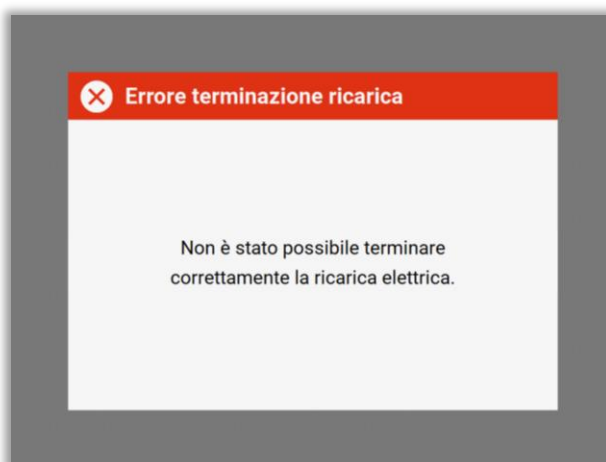 Errore terminazione ricarica
Non è stato possibile terminare
correttamente la ricarica elettrica.